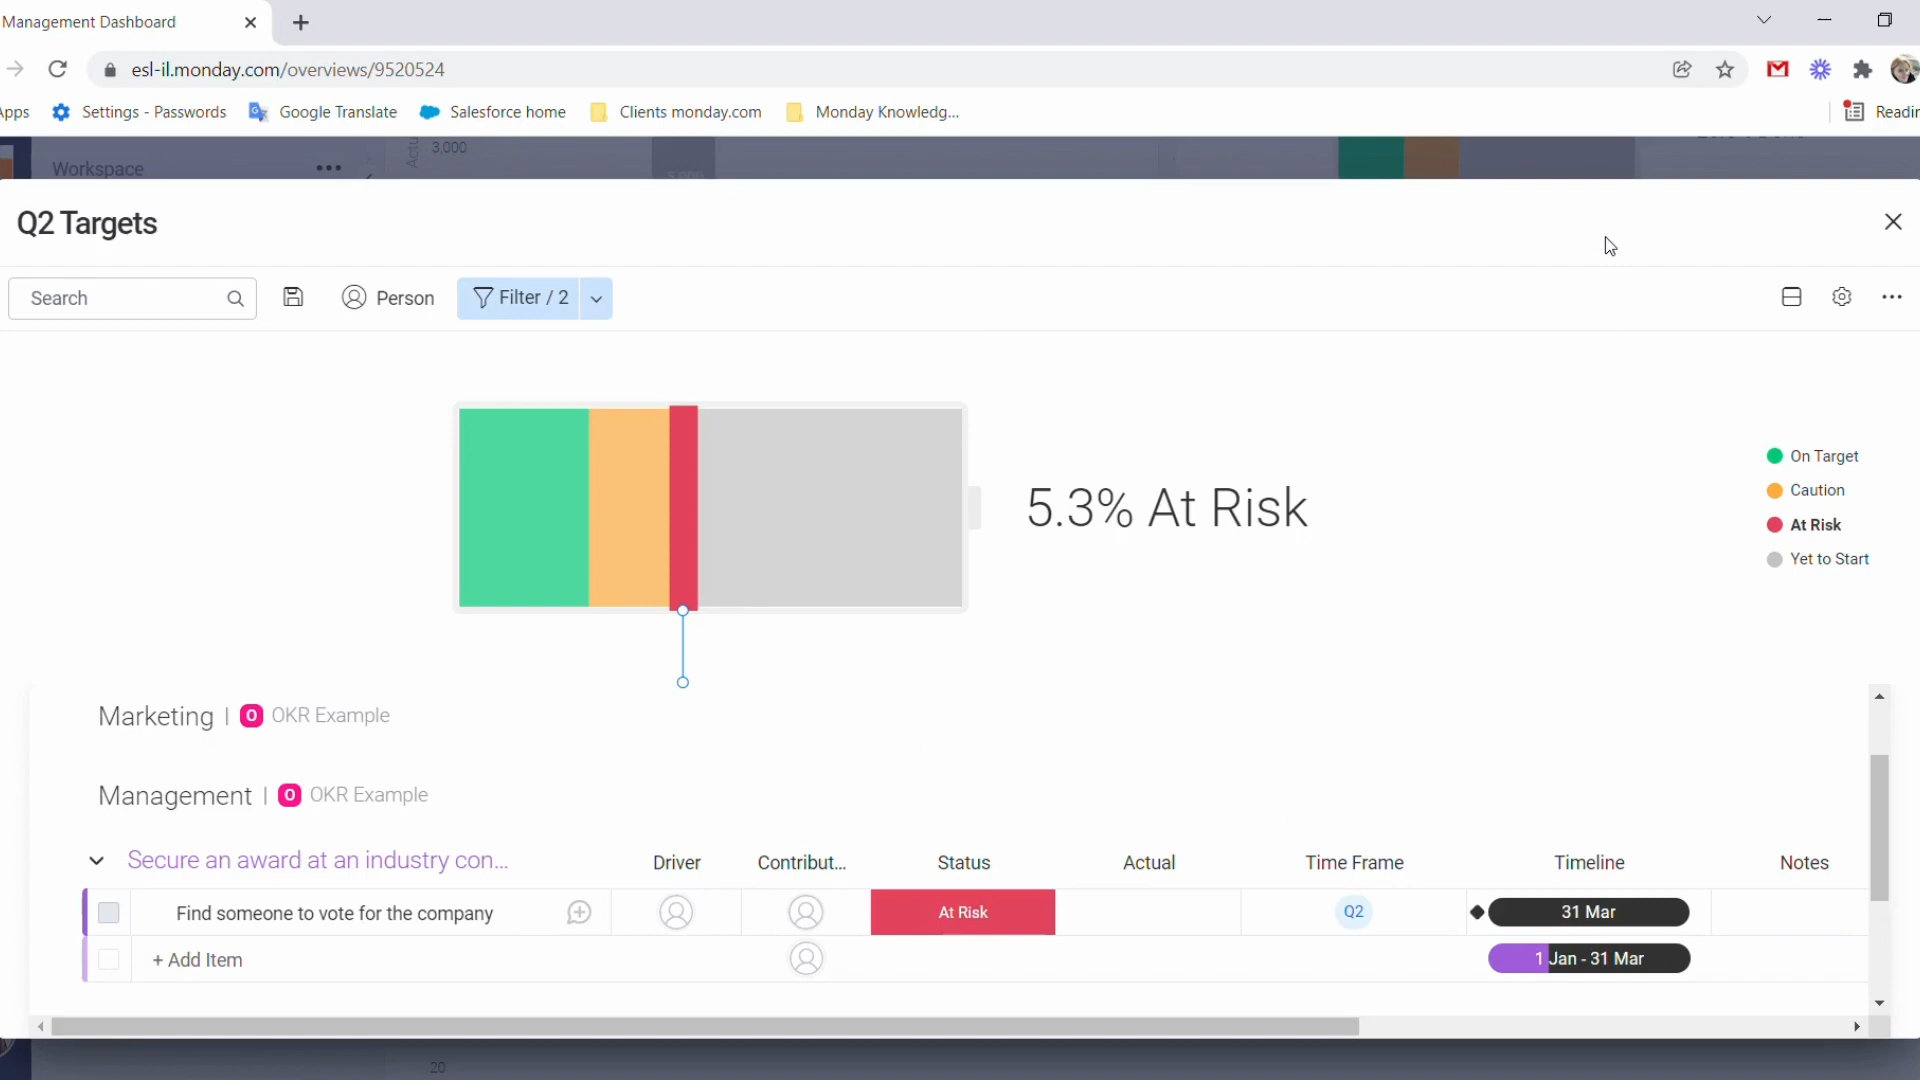 Management Dashboard
esl-il.monday.com/overviews/9520524
Apps Settings - Passwords Google Translate Salesforce home Clients monday.com Monday Knowledg...
3,000
Workspace
5,000
Q2 Targets
Search Person Filter / 2
5.3% At Risk
On Target
Caution
At Risk
Yet to Start
Marketing | O OKR Example
Management | O OKR Example
Secure an award at an industry con... Driver Contribut... Status Actual Time Frame Timeline Notes
Find someone to vote for the company At Risk Q2 31 Mar
+ Add Item 1 Jan - 31 Mar
20